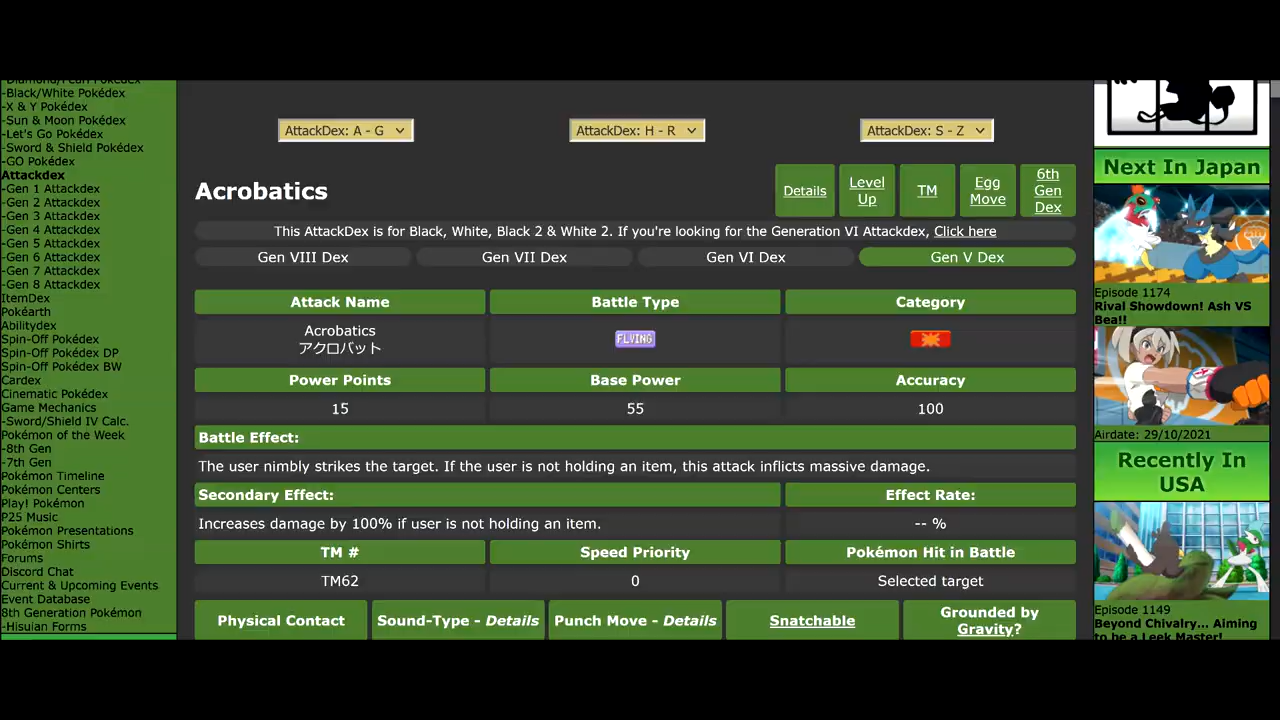 -Diamond/Pearl Pokédex
-Black/White Pokédex
-X & Y Pokédex
-Sun & Moon Pokédex
-Let's Go Pokédex
-Sword & Shield Pokédex
-GO Pokédex
Attackdex
-Gen 1 Attackdex
-Gen 2 Attackdex
-Gen 3 Attackdex
-Gen 4 Attackdex
-Gen 5 Attackdex
-Gen 6 Attackdex
-Gen 7 Attackdex
-Gen 8 Attackdex
ItemDex
Pokéarth
Abilitydex
Spin-Off Pokédex
Spin-Off Pokédex DP
Spin-Off Pokédex BW
Cardex
Cinematic Pokédex
Game Mechanics
-Sword/Shield IV Calc.
Pokémon of the Week
-8th Gen
-7th Gen
Pokémon Timeline
Pokémon Centers
Play! Pokémon
P25 Music
Pokémon Presentations
Pokémon Shirts
Forums
Discord Chat
Current & Upcoming Events
Event Database
8th Generation Pokémon
-Hisuian Forms
AttackDex: A - G
AttackDex: H - R
AttackDex: S - Z
Acrobatics
Details
Level
Up
TM
Egg
Move
6th
Gen
Dex
This AttackDex is for Black, White, Black 2 & White 2. If you're looking for the Generation VI Attackdex, Click here
Gen VIII Dex
Gen VII Dex
Gen VI Dex
Gen V Dex
Attack Name
Battle Type
Category
Acrobatics
アクロバット
FLYING
Power Points
Base Power
Accuracy
15
55
100
Battle Effect:
The user nimbly strikes the target. If the user is not holding an item, this attack inflicts massive damage.
Secondary Effect:
Effect Rate:
Increases damage by 100% if user is not holding an item.
-- %
TM #
Speed Priority
Pokémon Hit in Battle
TM62
0
Selected target
Physical Contact
Sound-Type - Details
Punch Move - Details
Snatchable
Grounded by
Gravity?
Next In Japan
Episode 1174
Rival Showdown! Ash VS
Bea!!
Airdate: 29/10/2021
Recently In
USA
Episode 1149
Beyond Chivalry... Aiming
to be a Leek Master!